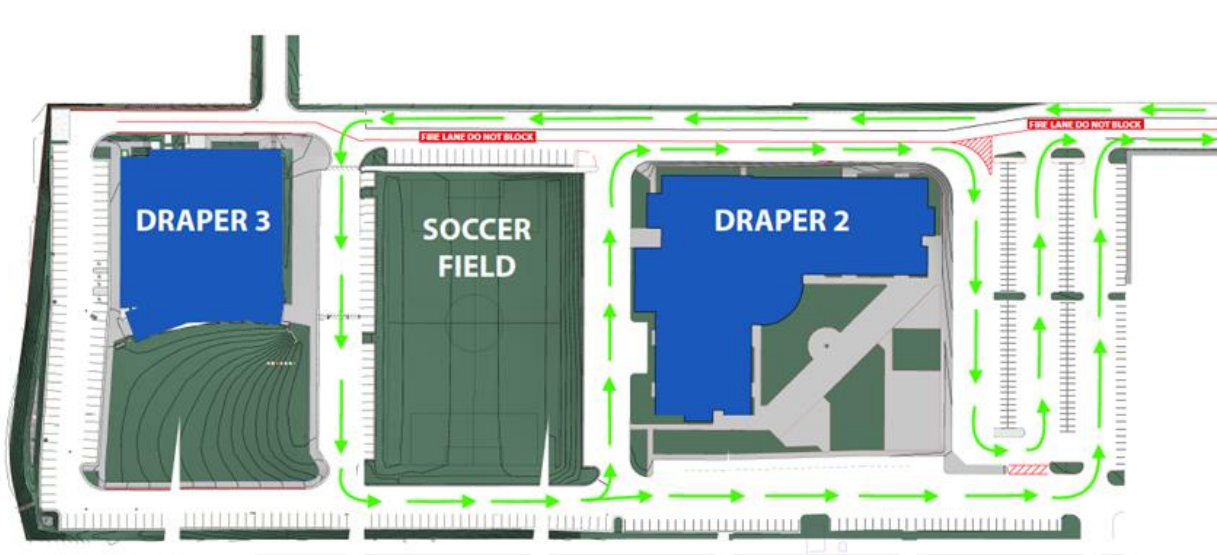 FIRE LANE DO NOT BLOCK
FIRE LANE DO NOT BLOCK
DRAPER 3
SOCCER
FIELD
DRAPER 2